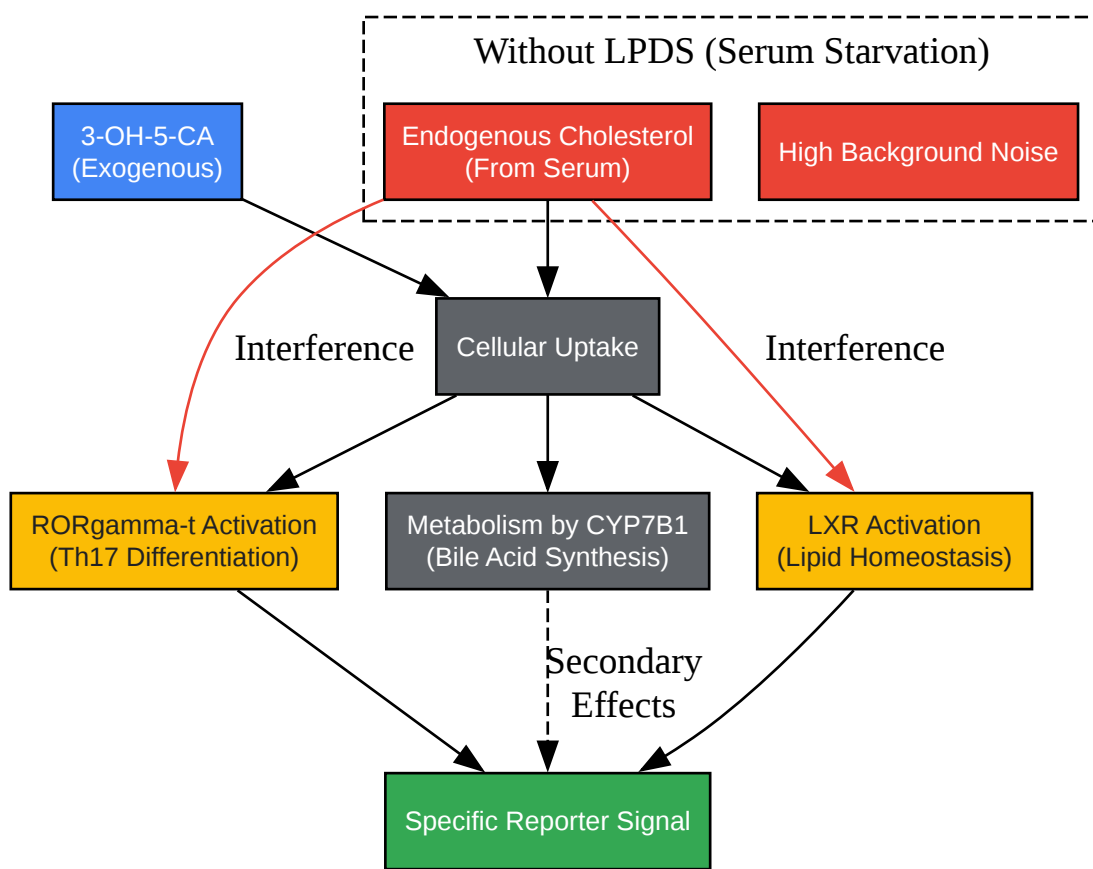 Without LPDS (Serum Starvation)
3-OH-5-CA
(Exogenous)
Endogenous Cholesterol
(From Serum)
High Background Noise
Interference
Cellular Uptake
Interference
RORgamma-t Activation
(Th17 Differentiation)
Metabolism by CYP7B1
(Bile Acid Synthesis)
LXR Activation
(Lipid Homeostasis)
Secondary
Effects
Specific Reporter Signal